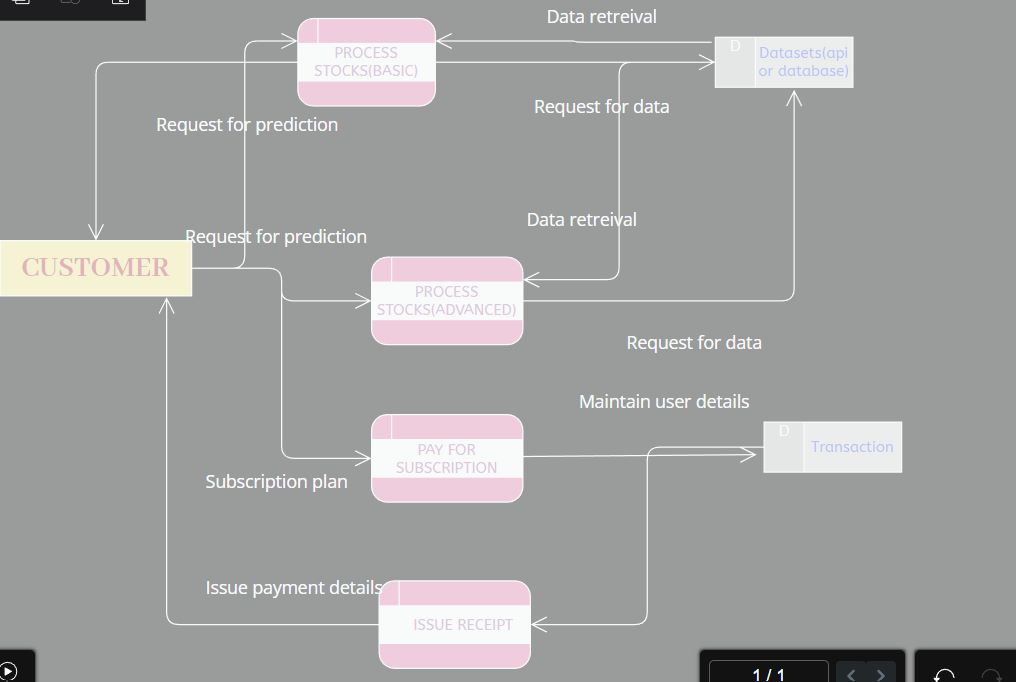 Data retreival
PROCESS
STOCKS(BASIC)
D
Datasets(api
or database)
Request for data
Request for prediction
Data retreival
Request for prediction
CUSTOMER
PROCESS
STOCKS(ADVANCED)
Request for data
Maintain user details
D
Transaction
PAY FOR
SUBSCRIPTION
Subscription plan
Issue payment details
ISSUE RECEIPT
1 / 1